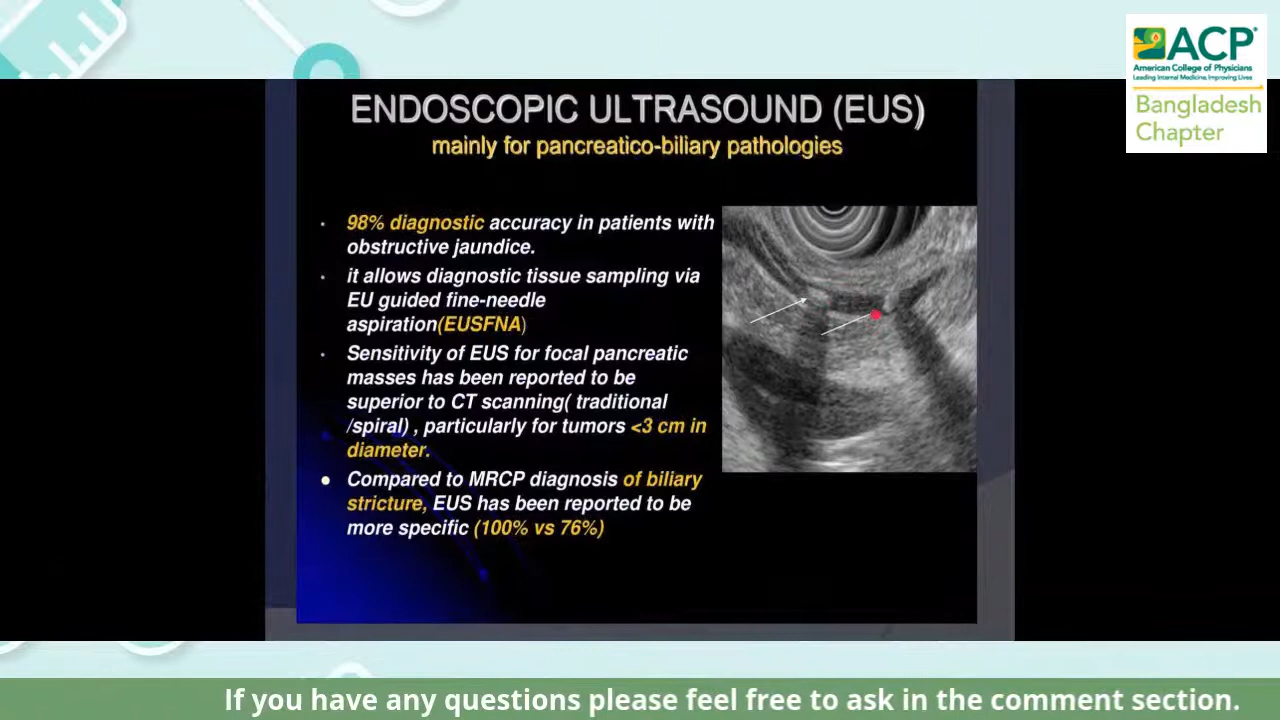 ACP
American College of Physicians
Leading Internal Medicine, Improving Lives
Bangladesh
Chapter
ENDOSCOPIC ULTRASOUND (EUS)
mainly for pancreatico-biliary pathologies
· 98% diagnostic accuracy in patients with
obstructive jaundice.
· it allows diagnostic tissue sampling via
EU guided fine-needle
aspiration(EUSFNA)
· Sensitivity of EUS for focal pancreatic
masses has been reported to be
superior to CT scanning( traditional
/spiral) , particularly for tumors <3 cm in
diameter.
● Compared to MRCP diagnosis of biliary
stricture, EUS has been reported to be
more specific (100% vs 76%)
If you have any questions please feel free to ask in the comment section.